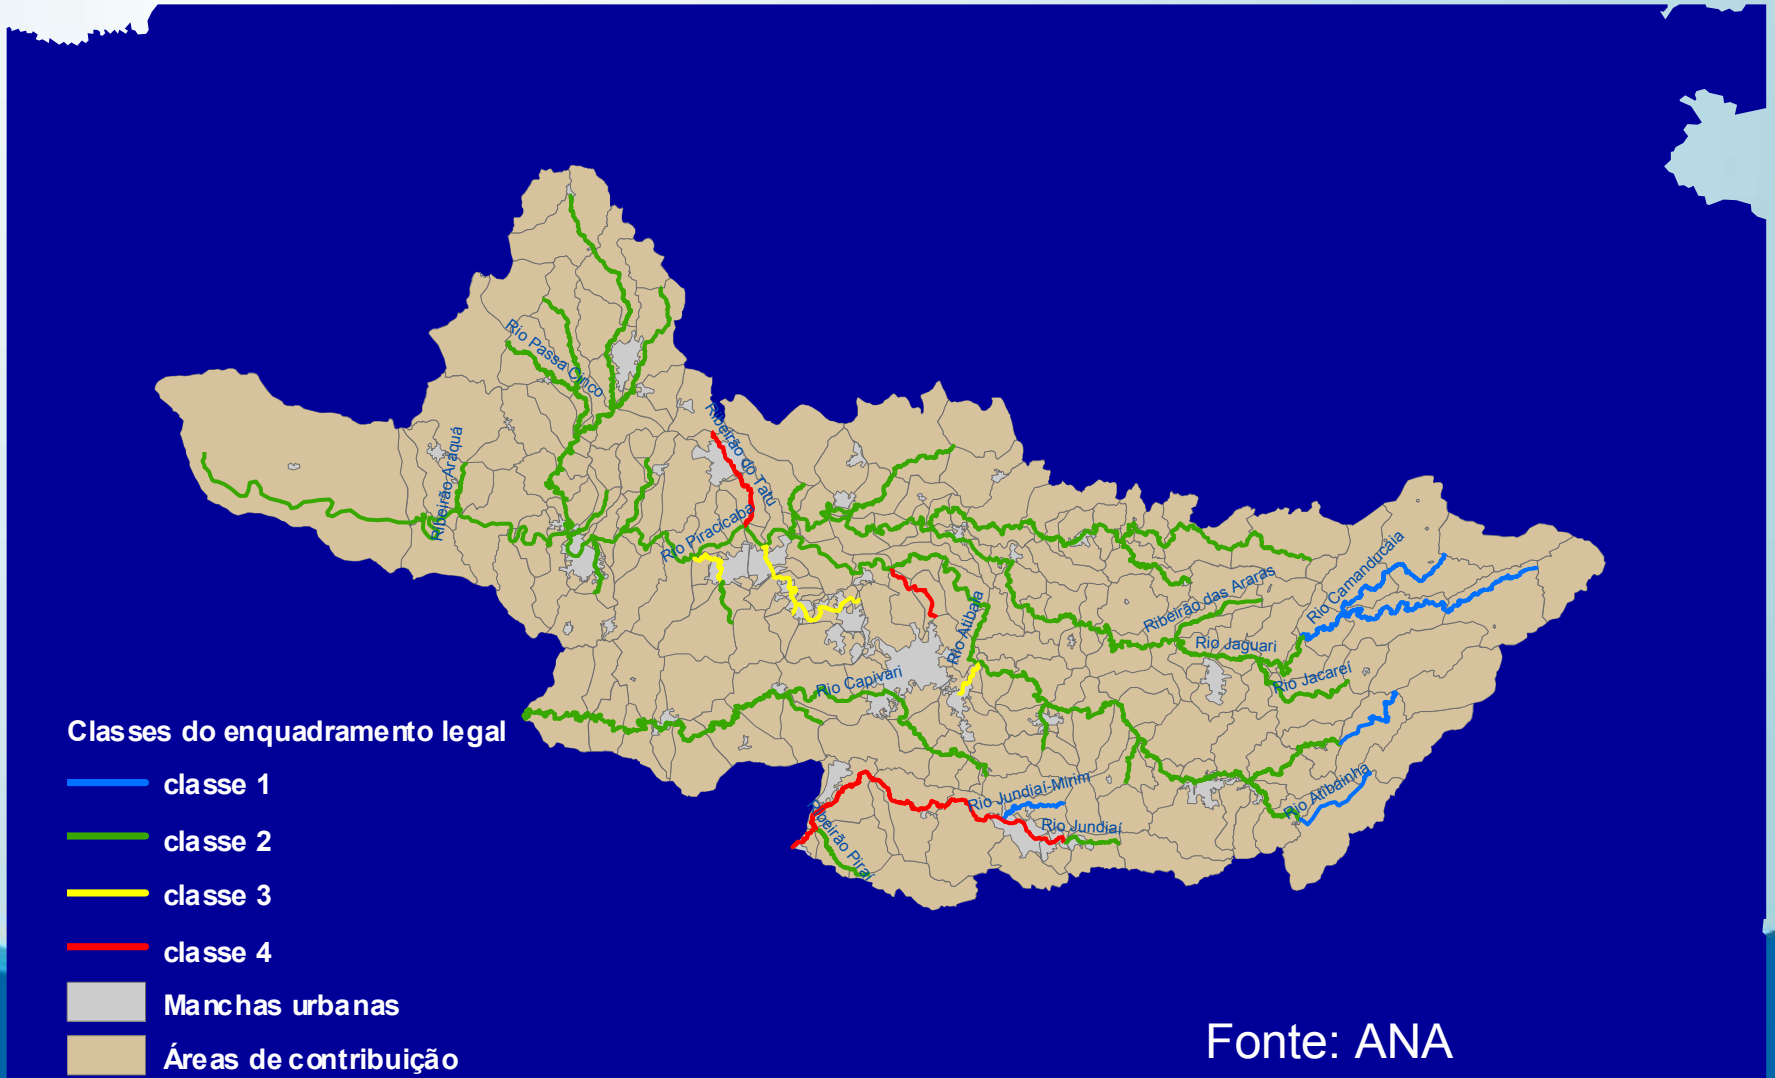 Rio Passa Cinco
Ribeirão do Tatu
Ribeirão Araquá
Rio Piracicaba
Rio Camanducaia
Ribeirão das Araras
Rio Atibaia
Rio Jaguari
Rio Jacareí
Rio Capivari
Rio Atibainha
Rio Jundiaí-Mirim
Rio Jundiaí
Ribeirão Piraí
Classes do enquadramento legal
classe 1
classe 2
classe 3
classe 4
Manchas urbanas
Áreas de contribuição
Fonte: ANA